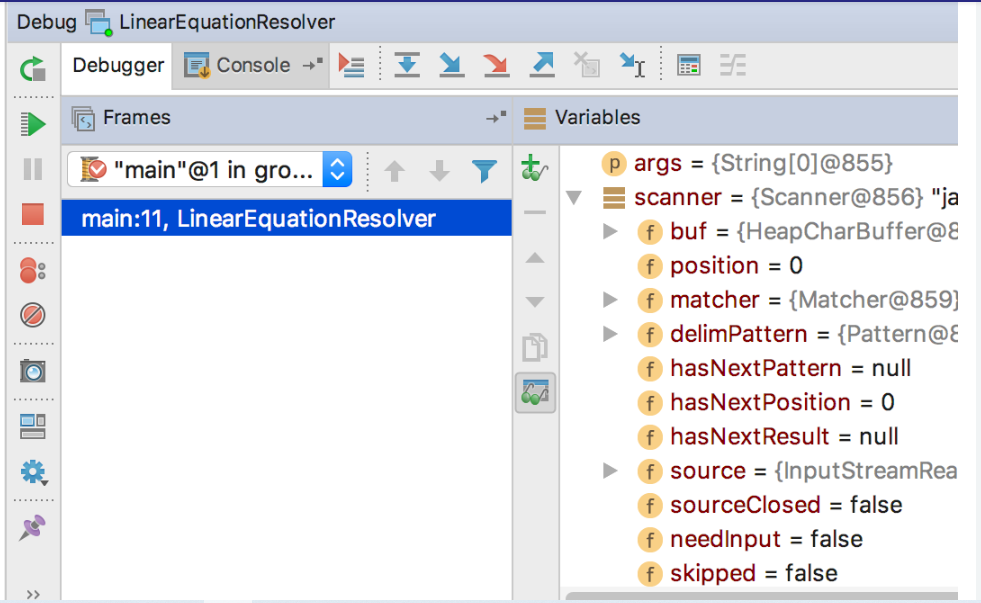 Debug LinearEquationResolver
Debugger Console
Frames
Variables
"main"@1 in gro...
main:11, LinearEquationResolver
args = {String[0]@855}
scanner = {Scanner@856} "ja
buf = {HeapCharBuffer@8
position = 0
matcher = {Matcher@859}
delimPattern = {Pattern@8
hasNextPattern = null
hasNextPosition = 0
hasNextResult = null
source = {InputStreamRea
sourceClosed = false
needInput = false
skipped = false